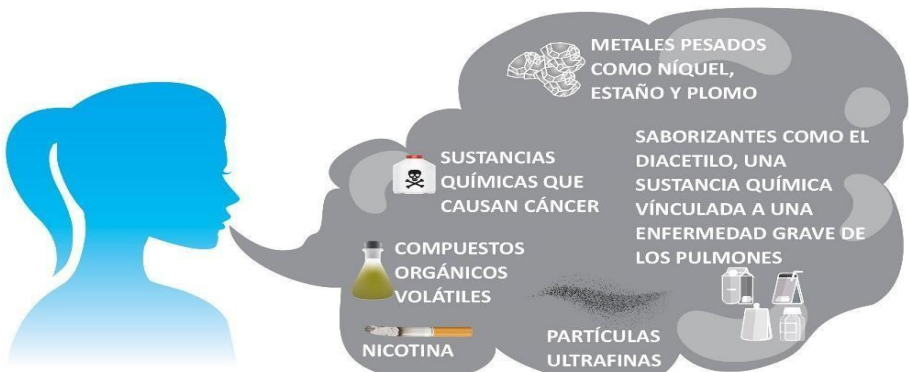 METALES PESADOS
COMO NÍQUEL,
ESTAÑO Y PLOMO
SUSTANCIAS
QUÍMICAS QUE
CAUSAN CÁNCER
SABORIZANTES COMO EL
DIACETILO, UNA
SUSTANCIA QUÍMICA
VÍNCULADA A UNA
ENFERMEDAD GRAVE DE
LOS PULMONES
COMPUESTOS
ORGÁNICOS
VOLÁTILES
NICOTINA
PARTÍCULAS
ULTRAFINAS